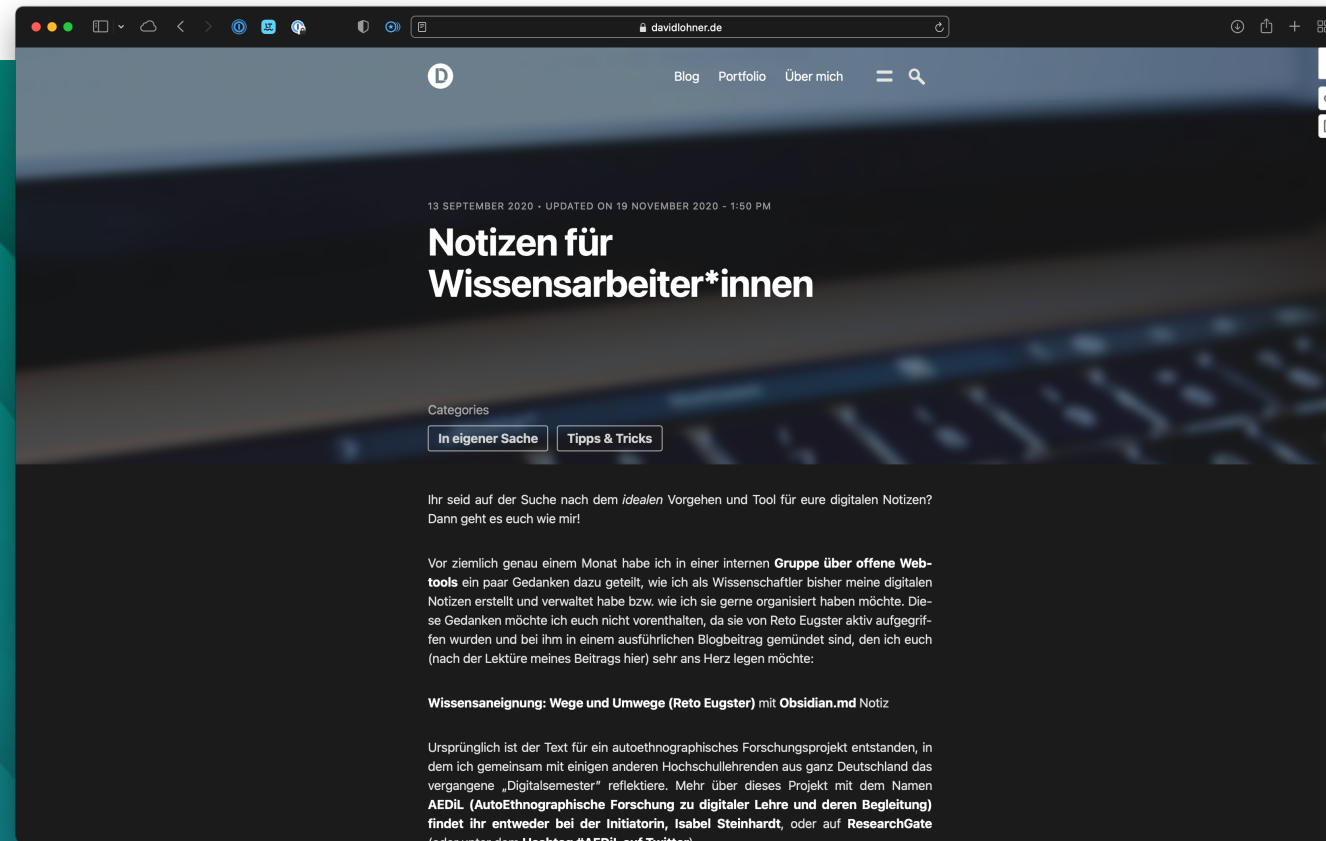 davidlohner.de
D
Blog Portfolio Über mich
13 SEPTEMBER 2020 • UPDATED ON 19 NOVEMBER 2020 - 1:50 PM
Notizen für
Wissensarbeiter*innen
Categories
In eigener Sache Tipps & Tricks
Ihr seid auf der Suche nach dem idealen Vorgehen und Tool für eure digitalen Notizen?
Dann geht es euch wie mir!
Vor ziemlich genau einem Monat habe ich in einer internen Gruppe über offene Web-
tools ein paar Gedanken dazu geteilt, wie ich als Wissenschaftler bisher meine digitalen
Notizen erstellt und verwaltet habe bzw. wie ich sie gerne organisiert haben möchte. Die-
se Gedanken möchte ich euch nicht vorenthalten, da sie von Reto Eugster aktiv aufgegrif-
fen wurden und bei ihm in einem ausführlichen Blogbeitrag gemündet sind, den ich euch
(nach der Lektüre meines Beitrags hier) sehr ans Herz legen möchte:
Wissensaneignung: Wege und Umwege (Reto Eugster) mit Obsidian.md Notiz
Ursprünglich ist der Text für ein autoethnographisches Forschungsprojekt entstanden, in
dem ich gemeinsam mit einigen anderen Hochschullehrenden aus ganz Deutschland das
vergangene „Digitalsemester" reflektiere. Mehr über dieses Projekt mit dem Namen
AEDiL (AutoEthnographische Forschung zu digitaler Lehre und deren Begleitung)
findet ihr entweder bei der Initiatorin, Isabel Steinhardt, oder auf ResearchGate
(oder unter dem Hashtag #AEDiL auf Twitter)